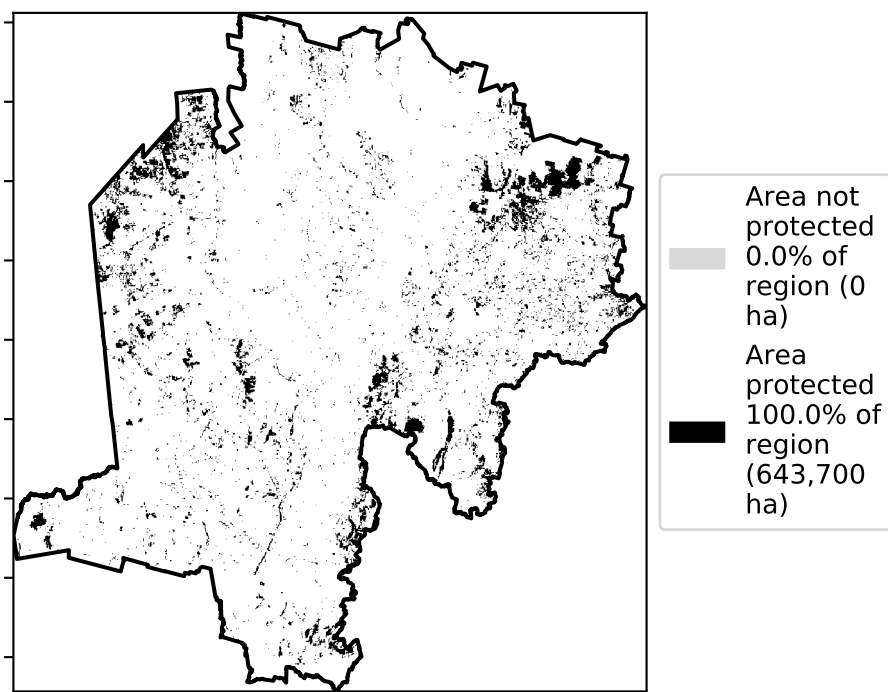 Area not
protected
0.0% of
region (0
ha)
Area
protected
100.0% of
region
(643,700
ha)